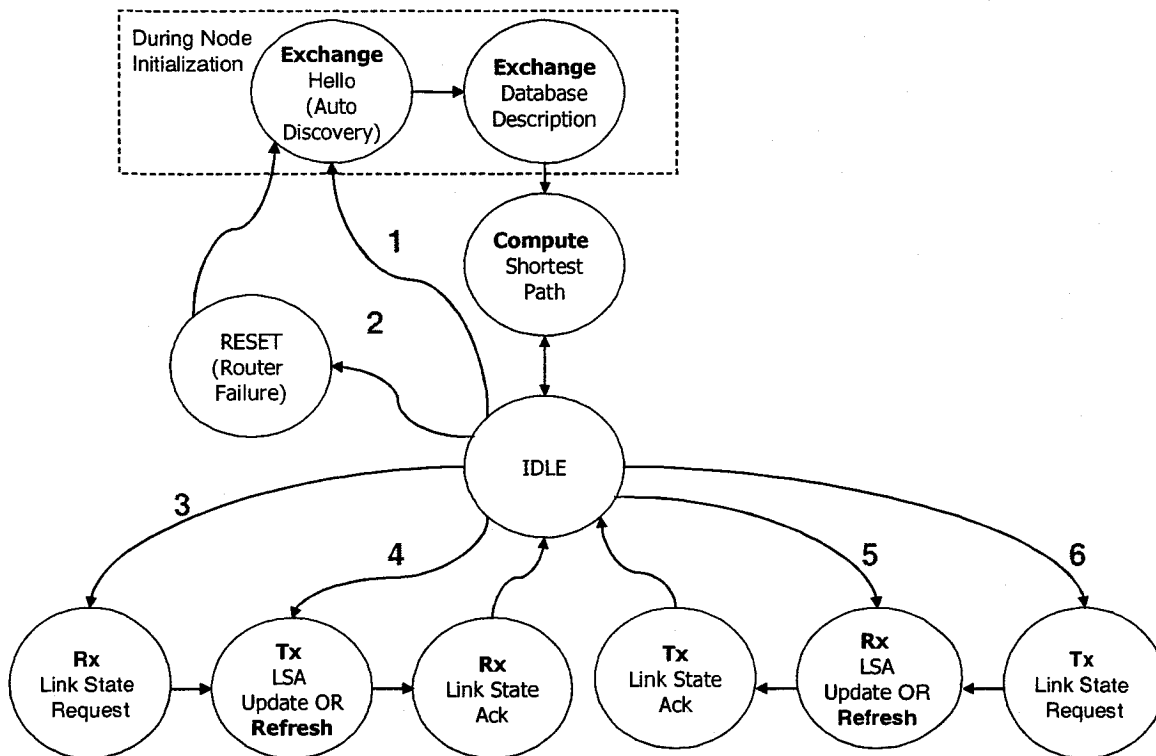 During Node
Initialization
Exchange
Hello
(Auto
Discovery)
Exchange
Database
Description
1
Compute
Shortest
Path
2
RESET
(Router
Failure)
IDLE
3
4
5
6
Rx
Link State
Request
Tx
LSA
Update OR
Refresh
Rx
Link State
Ack
Tx
Link State
Ack
Rx
LSA
Update OR
Refresh
Tx
Link State
Request